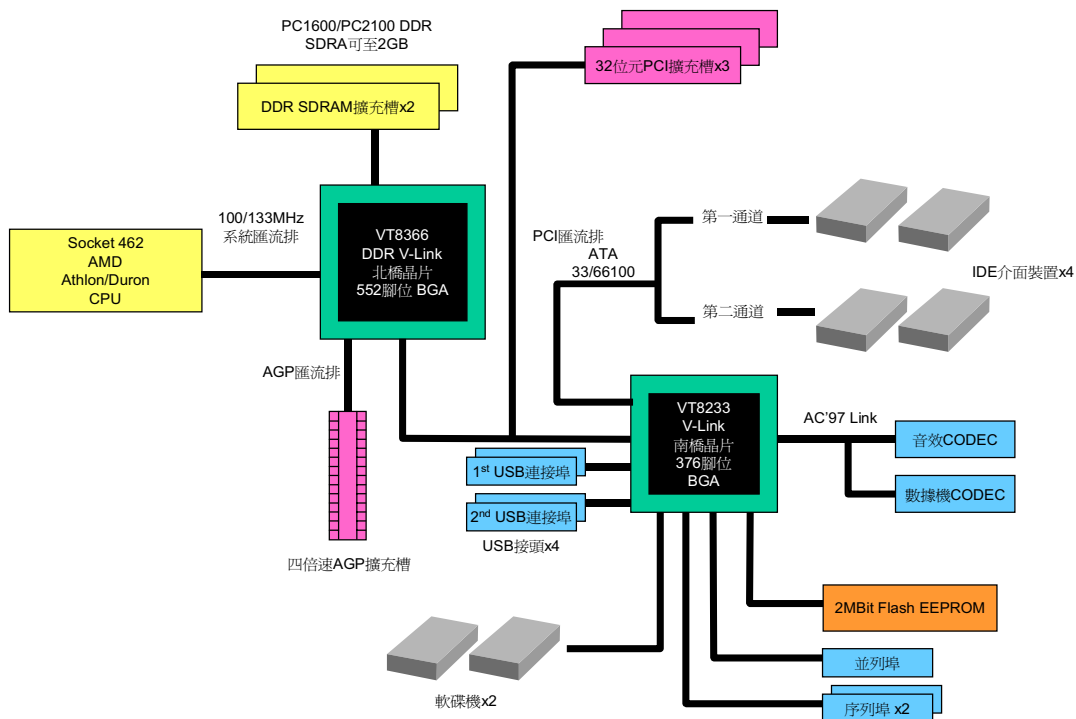 PC1600/PC2100 DDR
SDRA可至2GB
DDR SDRAM擴充槽x2
32位元PCI擴充槽x3
100/133MHz
系統匯流排
Socket 462
AMD
Athlon/Duron
CPU
VT8366
DDR V-Link
北橋晶片
552腳位 BGA
PCI匯流排
ATA
33/66100
第一通道
第二通道
IDE介面裝置x4
AGP匯流排
四倍速AGP擴充槽
VT8233
V-Link
南橋晶片
376腳位
BGA
AC'97 Link
音效CODEC
數據機CODEC
1st USB連接埠
2nd USB連接埠
USB接頭x4
2MBit Flash EEPROM
並列埠
序列埠 x2
軟碟機x2